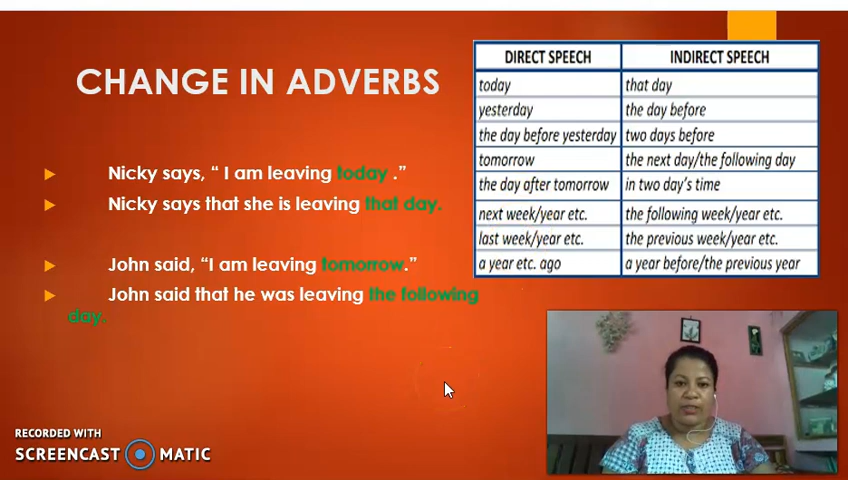 CHANGE IN ADVERBS
Nicky says, “ I am leaving today .”
Nicky says that she is leaving that day.
John said, “I am leaving tomorrow.”
John said that he was leaving the following
day.
DIRECT SPEECH INDIRECT SPEECH
today that day
yesterday the day before
the day before yesterday two days before
tomorrow the next day/the following day
the day after tomorrow in two day's time
next week/year etc. the following week/year etc.
last week/year etc. the previous week/year etc.
a year etc. ago a year before/the previous year
RECORDED WITH
SCREENCAST MATIC